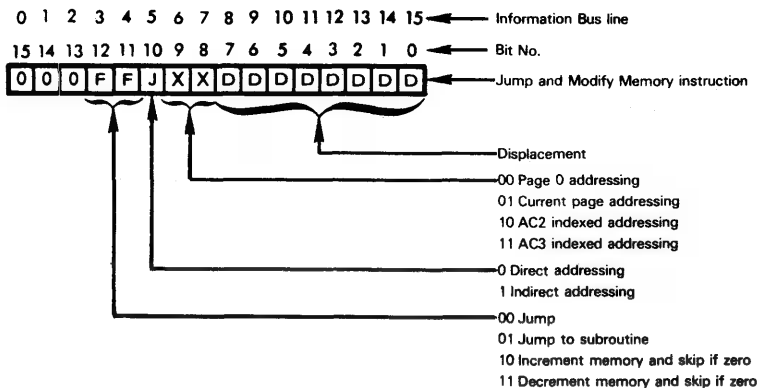 0 1 2 3 4 5 6 7 8 9 10 11 12 13 14 15 Information Bus line
15 14 13 12 11 10 9 8 7 6 5 4 3 2 1 0 Bit No.
0 0 0 F F J X X D D D D D D D D Jump and Modify Memory instruction
Displacement
00 Page 0 addressing
01 Current page addressing
10 AC2 indexed addressing
11 AC3 indexed addressing
0 Direct addressing
1 Indirect addressing
00 Jump
01 Jump to subroutine
10 Increment memory and skip if zero
11 Decrement memory and skip if zero